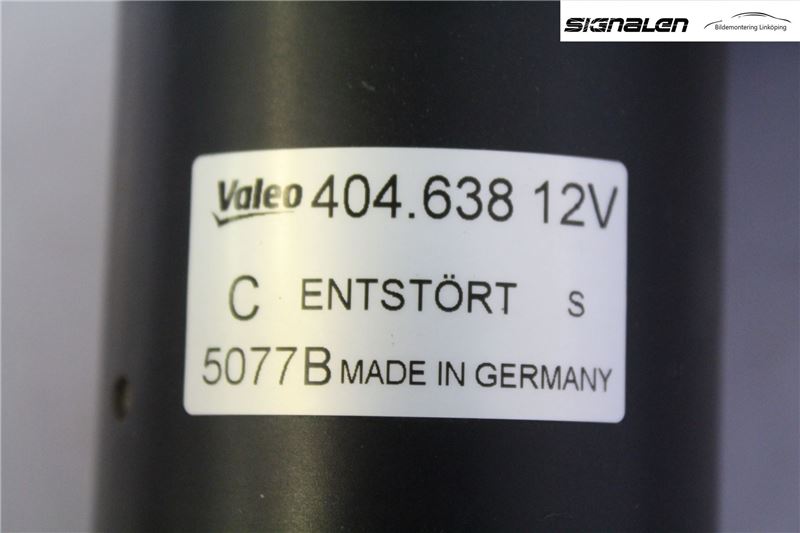 SIGNALEN
Bildemontering Linköping
Valeo 404.638 12V
C ENTSTÖRT S
5077B MADE IN GERMANY